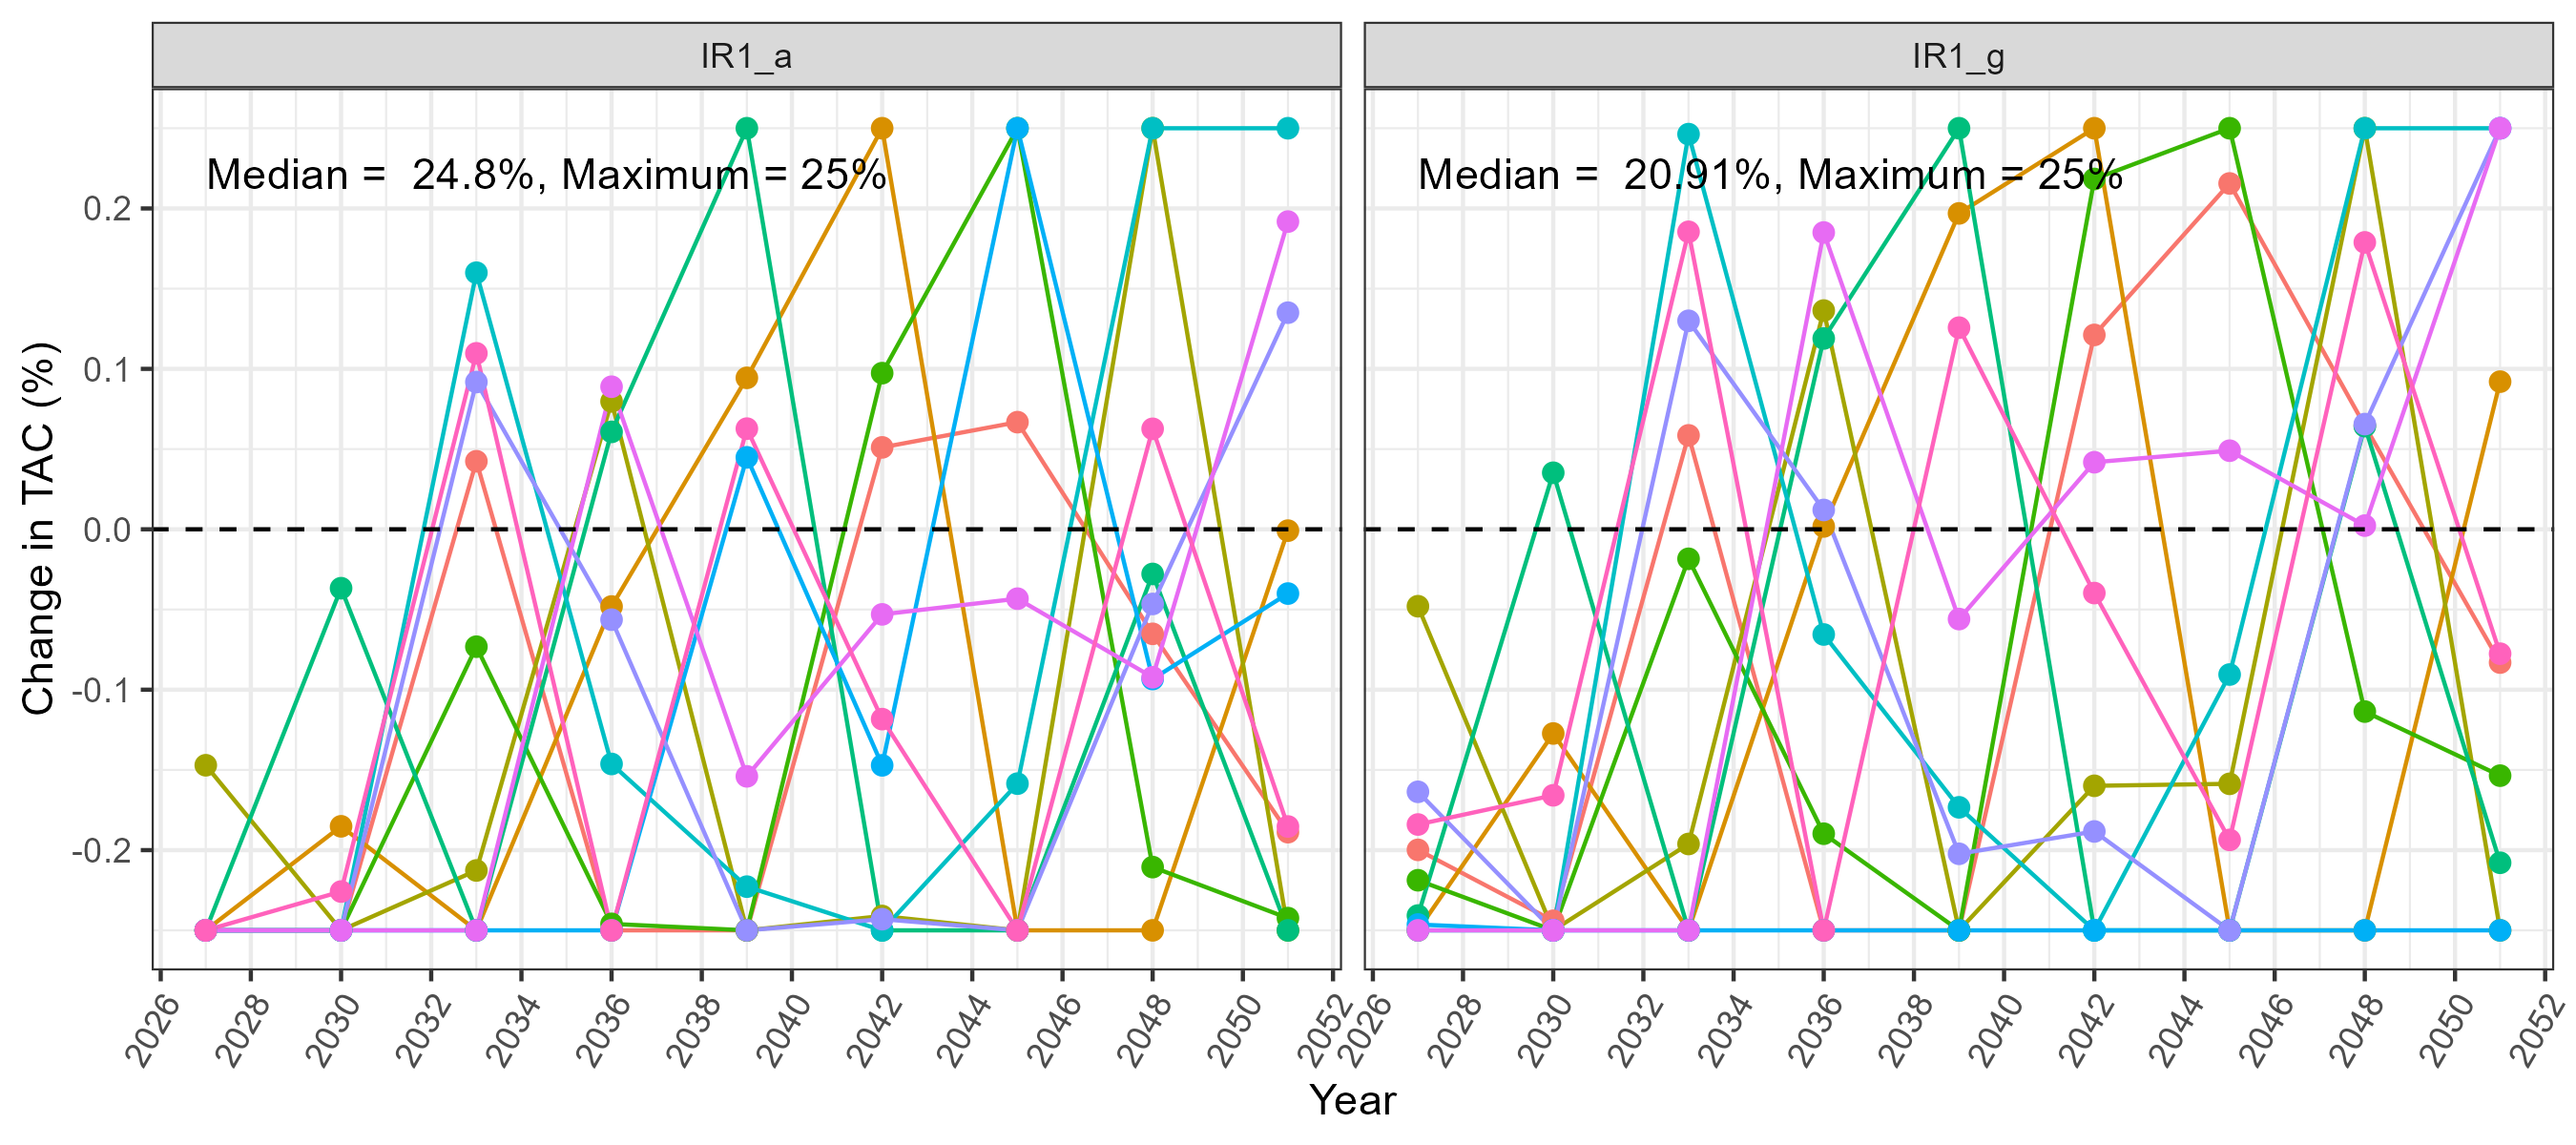 IR1_a
IR1_g
Median =  24.8%, Maximum = 25%
Median =  20.91%, Maximum = 25%
Change in TAC (%)
0.2
0.1
0.0
-0.1
-0.2
2026 2028 2030 2032 2034 2036 2038 2040 2042 2044 2046 2048 2050 2052
2026 2028 2030 2032 2034 2036 2038 2040 2042 2044 2046 2048 2050 2052
Year